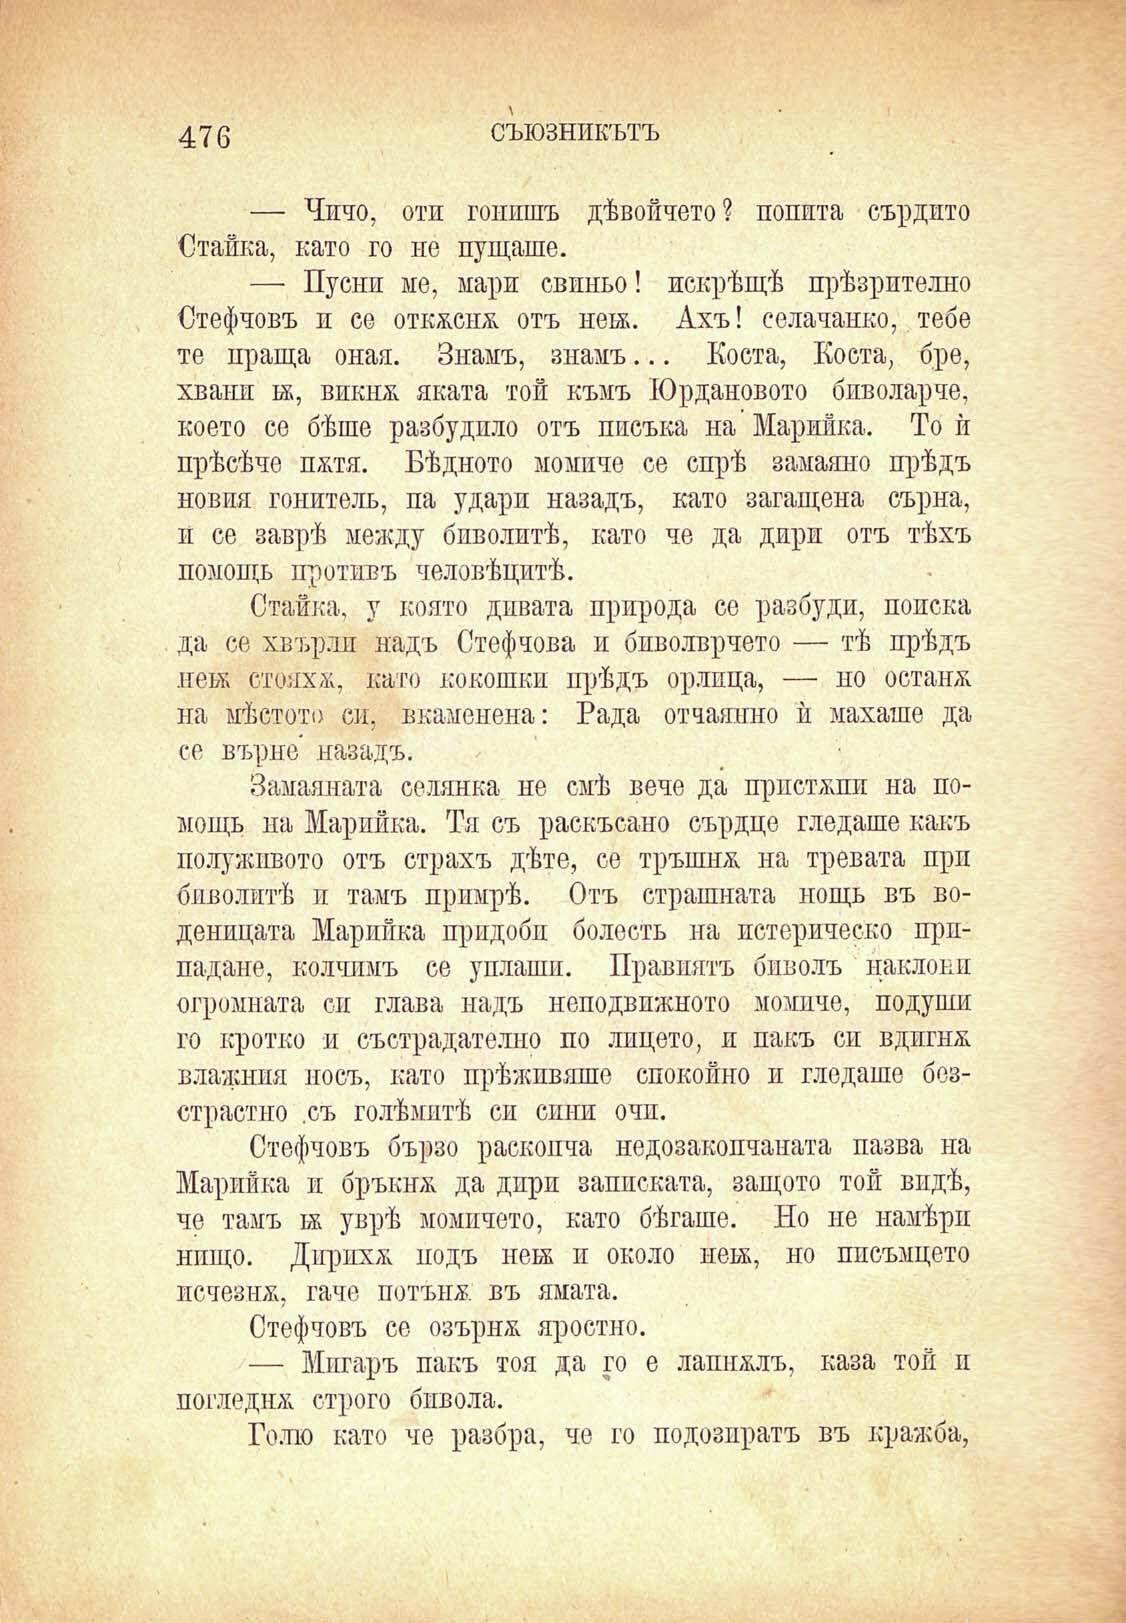 476 СЪЮЗНИКЪТЪ
— Чичо, оти гонишъ дѣвойчето? попита сърдито
Стайка, като го не пущаше.
— Пусни ме, мари свиньо! искрѣщѣ прѣзрително
Стефчовъ и се откѫснѫ отъ неѭ. Ахъ! селачанко, тебе
те праща оная. Знамъ, знамъ... Коста, Коста, бре,
хвани ѭ, викнѫ яката той къмъ Юрдановото биволарче,
което се бѣше разбудило отъ писъка на Марийка. То ѝ
прѣсѣче пѫтя. Бѣдното момиче се спрѣ замаяно прѣдъ
новия гонитель, па удари назадъ, като загащена сърна,
и се заврѣ между биволитѣ, като че да дири отъ тѣхъ
помощь противъ человѣцитѣ.
Стайка, у която дивата природа се разбуди, поиска
да се хвърли надъ Стефчова и биволврчето — тѣ прѣдъ
неѭ стояхѫ, като кокошки прѣдъ орлица, — но останѫ
на мѣстото си, вкаменена: Рада отчаянно ѝ махаше да
се върне назадъ.
Замаяната селянка не смѣ вече да пристѫпи на по-
мощь на Марийка. Тя съ раскъсано сърдце гледаше какъ
полуживото отъ страхъ дѣте, се тръшнѫ на тревата при
биволитѣ и тамъ примрѣ. Отъ страшната нощь въ во-
деницата Марийка придоби болесть на истерическо при-
падане, колчимъ се уплаши. Правиятъ биволъ наклони
огромната си глава надъ неподвижното момиче, подуши
го кротко и състрадателно по лицето, и пакъ си вдигнѫ
влажния носъ, като прѣживяше спокойно и гледаше без-
страстно съ голѣмитѣ си сини очи.
Стефчовъ бързо раскопча недозакопчаната пазва на
Марийка и бръкнѫ да дири записката, защото той видѣ,
че тамъ ѭ уврѣ момичето, като бѣгаше. Но не намѣри
нищо. Дирихѫ подъ неѭ и около неѭ, но писъмцето
исчезнѫ, гаче потънѫ въ ямата.
Стефчовъ се озърнѫ яростно.
— Мигаръ пакъ тоя да го е лапнѫлъ, каза той и
погледнѫ строго бивола.
Голю като че разбра, че го подозиратъ въ кражба,